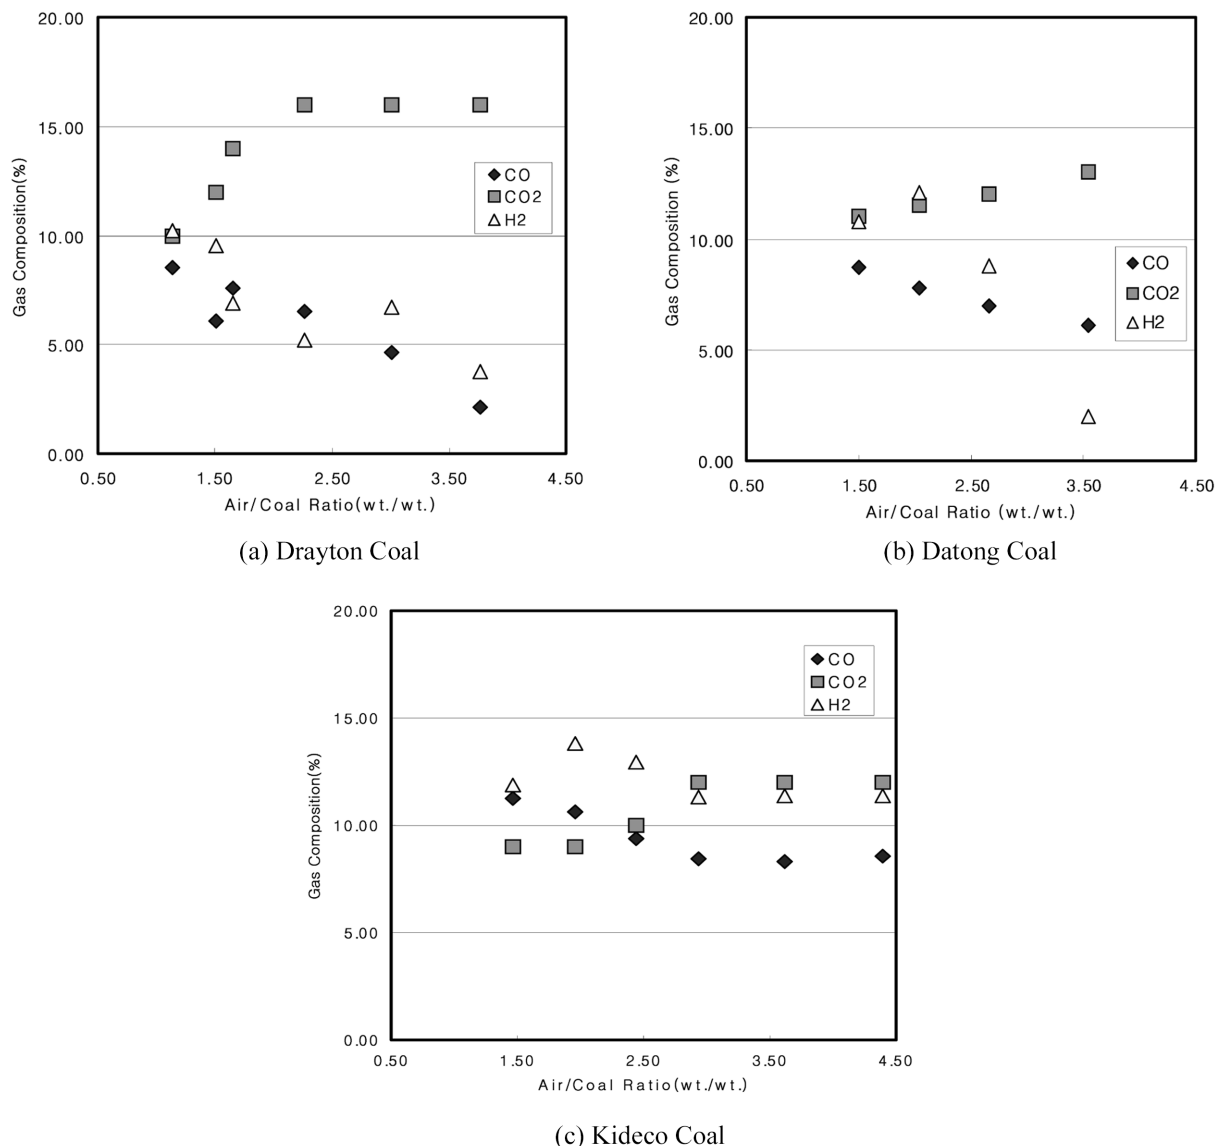 20.00
15.00
10.00
5.00
0.00
Gas Composition(%)
CO
CO2
H2
0.50 1.50 2.50 3.50 4.50
Air/Coal Ratio(wt./wt.)
(a) Drayton Coal
20.00
15.00
10.00
5.00
0.00
Gas Composition (%)
CO
CO2
H2
0.50 1.50 2.50 3.50 4.50
Air/Coal Ratio (wt./wt.)
(b) Datong Coal
20.00
15.00
10.00
5.00
0.00
Gas Composition(%)
CO
CO2
H2
0.50 1.50 2.50 3.50 4.50
Air/Coal Ratio(wt./wt.)
(c) Kideco Coal